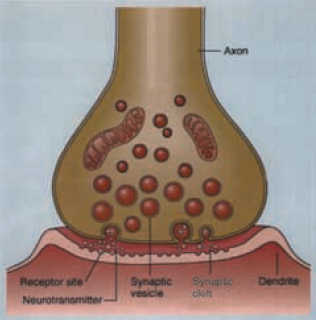 Axon
Receptor site
Neurotransmitter
Synaptic
vesicle
Synaptic
cleft
Dendrite